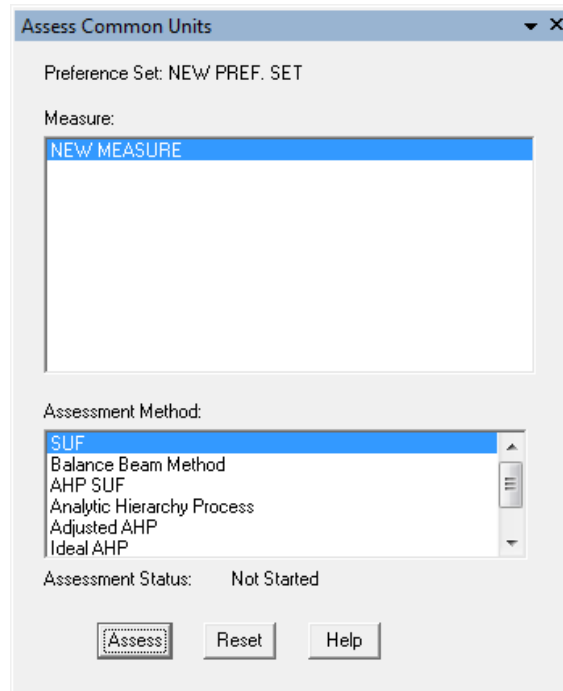 Assess Common Units
Preference Set: NEW PREF. SET
Measure:
NEW MEASURE
Assessment Method:
SUF
Balance Beam Method
AHP SUF
Analytic Hierarchy Process
Adjusted AHP
Ideal AHP
Assessment Status: Not Started
Assess Reset Help